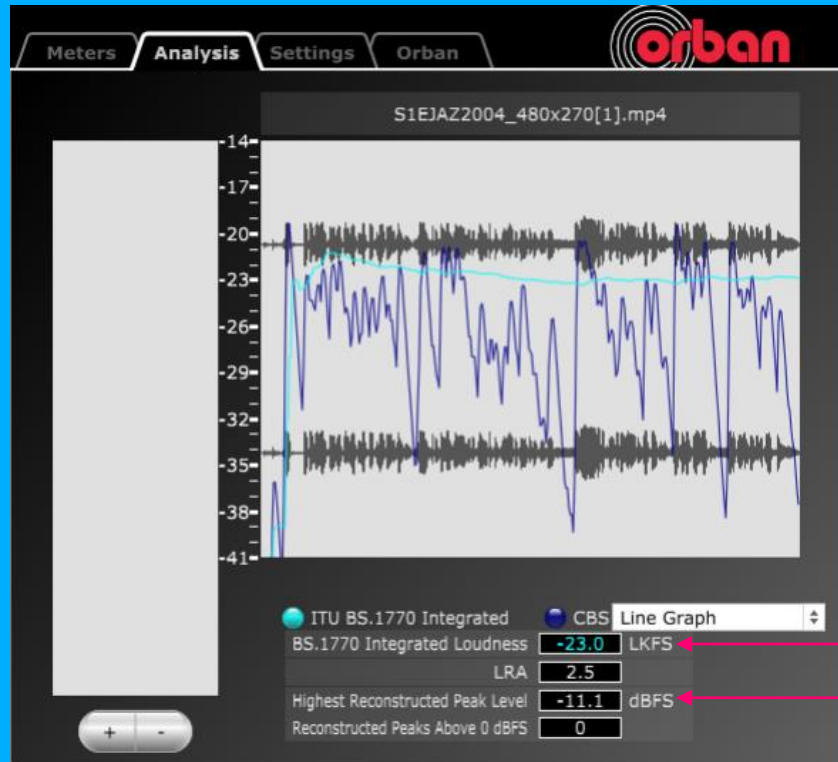 orban
Meters Analysis Settings Orban
S1EJAZ2004_480x270[1].mp4
-14
-17
-20
-23
-26
-29
-32
-35
-38
-41
ITU BS.1770 Integrated CBS Line Graph
BS.1770 Integrated Loudness -23.0 LKFS
LRA 2.5
Highest Reconstructed Peak Level -11.1 dBFS
Reconstructed Peaks Above 0 dBFS 0
+ -